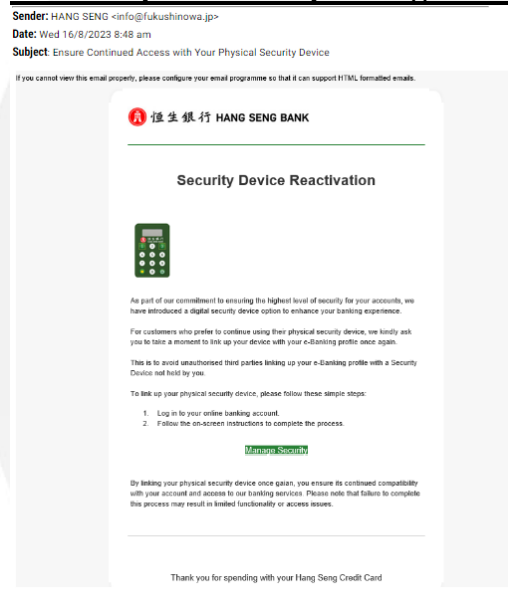 Sender: HANG SENG <info@fukushinowa.jp>
Date: Wed 16/8/2023 8:48 am
Subject: Ensure Continued Access with Your Physical Security Device
If you cannot view this email properly, please configure your email programme so that it can support HTML formatted emails.
恒生銀行 HANG SENG BANK
Security Device Reactivation
As part of our commitment to ensuring the highest level of security for your accounts, we
have introduced a digital security device option to enhance your banking experience.
For customers who prefer to continue using their physical security device, we kindly ask
you to take a moment to link up your device with your e-Banking profile once again.
This is to avoid unauthorised third parties linking up your e-Banking profile with a Security
Device not held by you.
To link up your physical security device, please follow these simple steps:
1. Log in to your online banking account.
2. Follow the on-screen instructions to complete the process.
Manage Security
By linking your physical security device once gaian, you ensure its continued compatibility
with your account and access to our banking services. Please note that failure to complete
this process may result in limited functionality or access issues.
Thank you for spending with your Hang Seng Credit Card